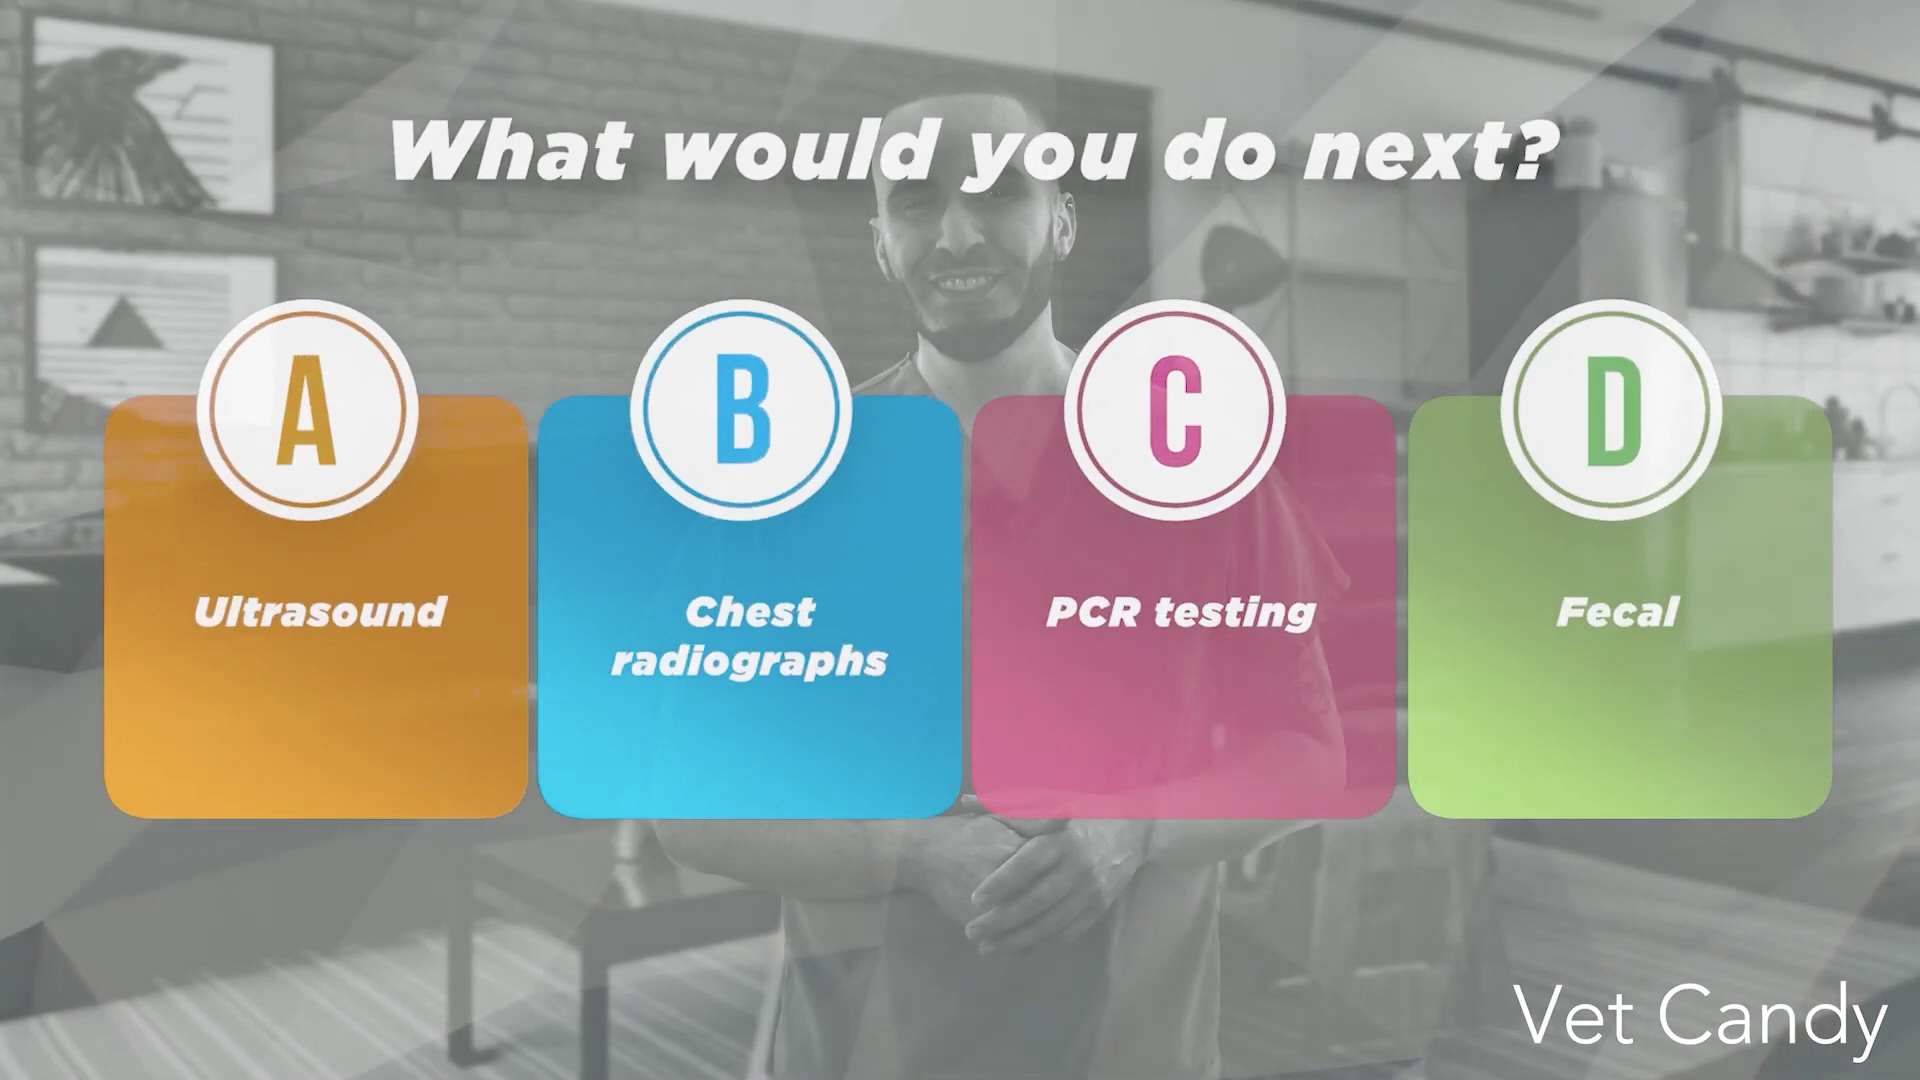 What would you do next?
A
B
C
D
Ultrasound
Chest
radiographs
PCR testing
Fecal
Vet Candy